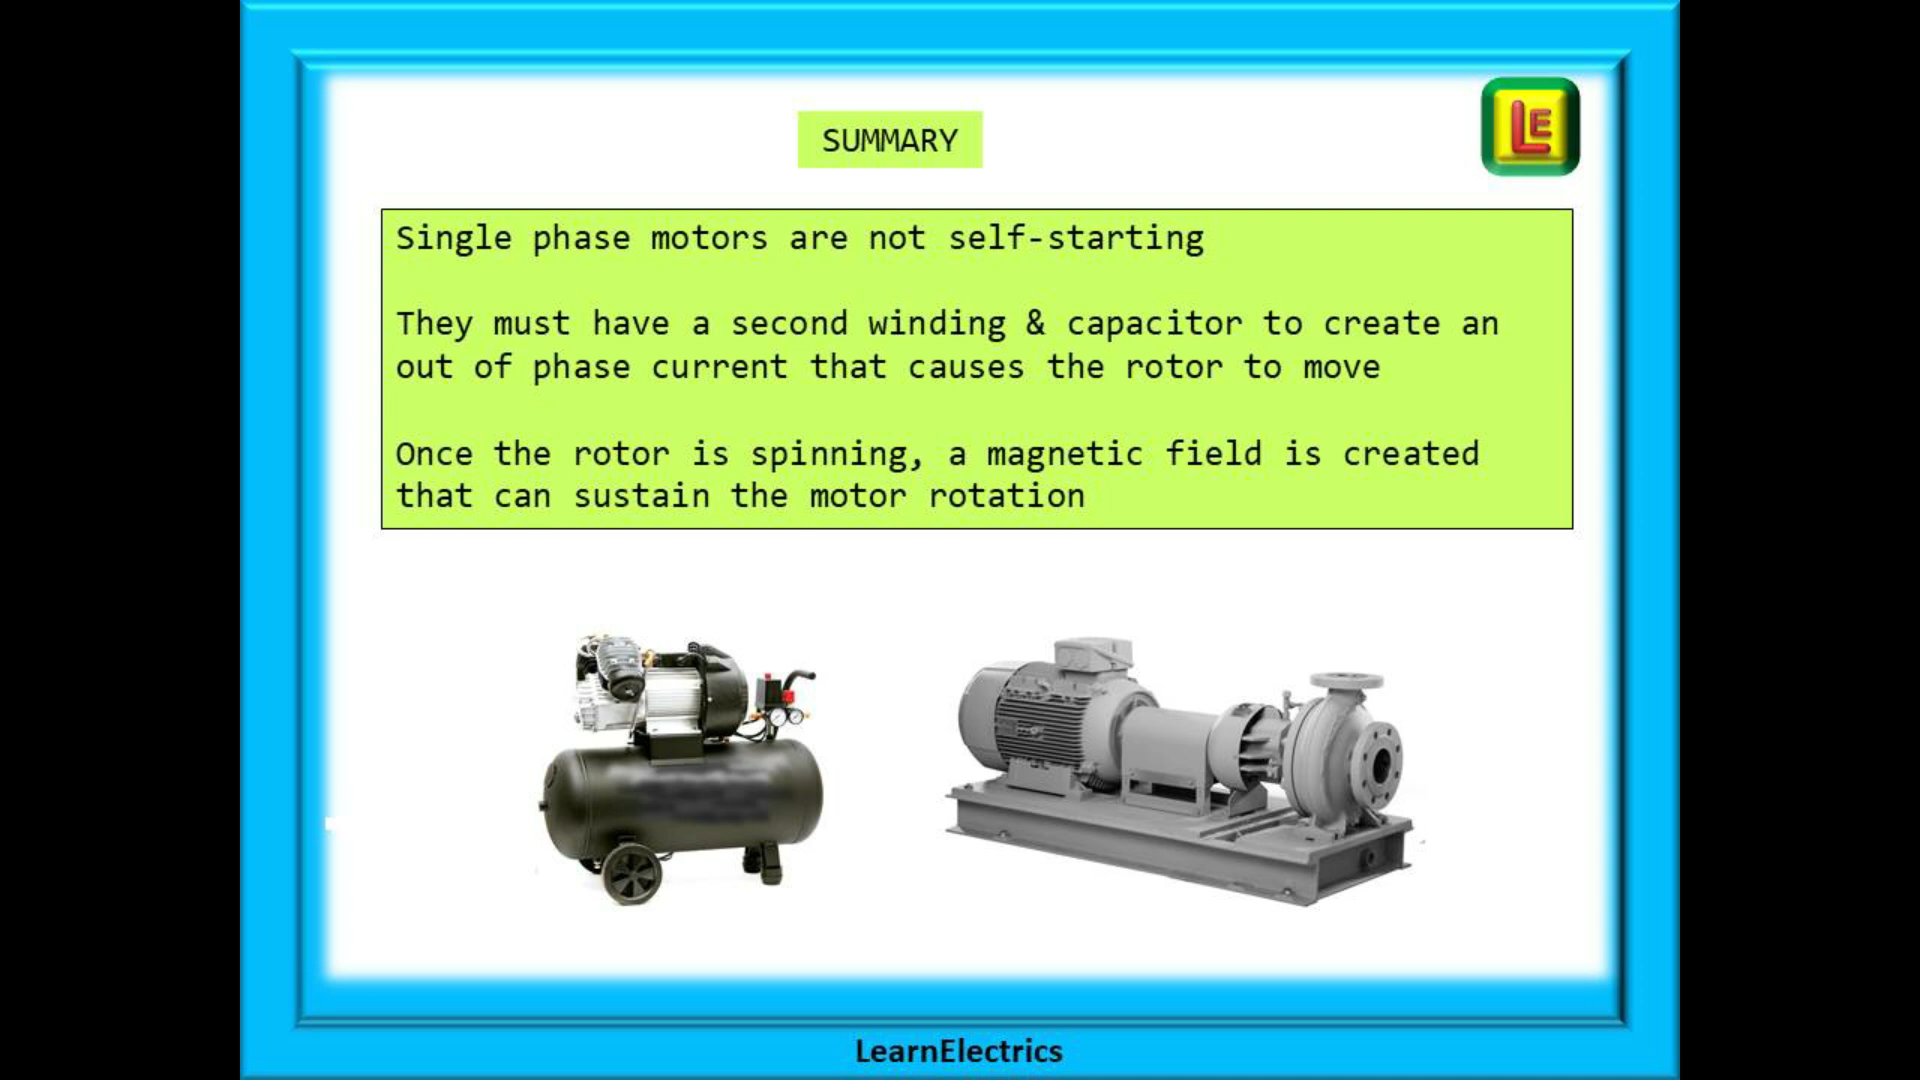 LE
SUMMARY
Single phase motors are not self-starting
They must have a second winding & capacitor to create an
out of phase current that causes the rotor to move
Once the rotor is spinning, a magnetic field is created
that can sustain the motor rotation
LearnElectrics